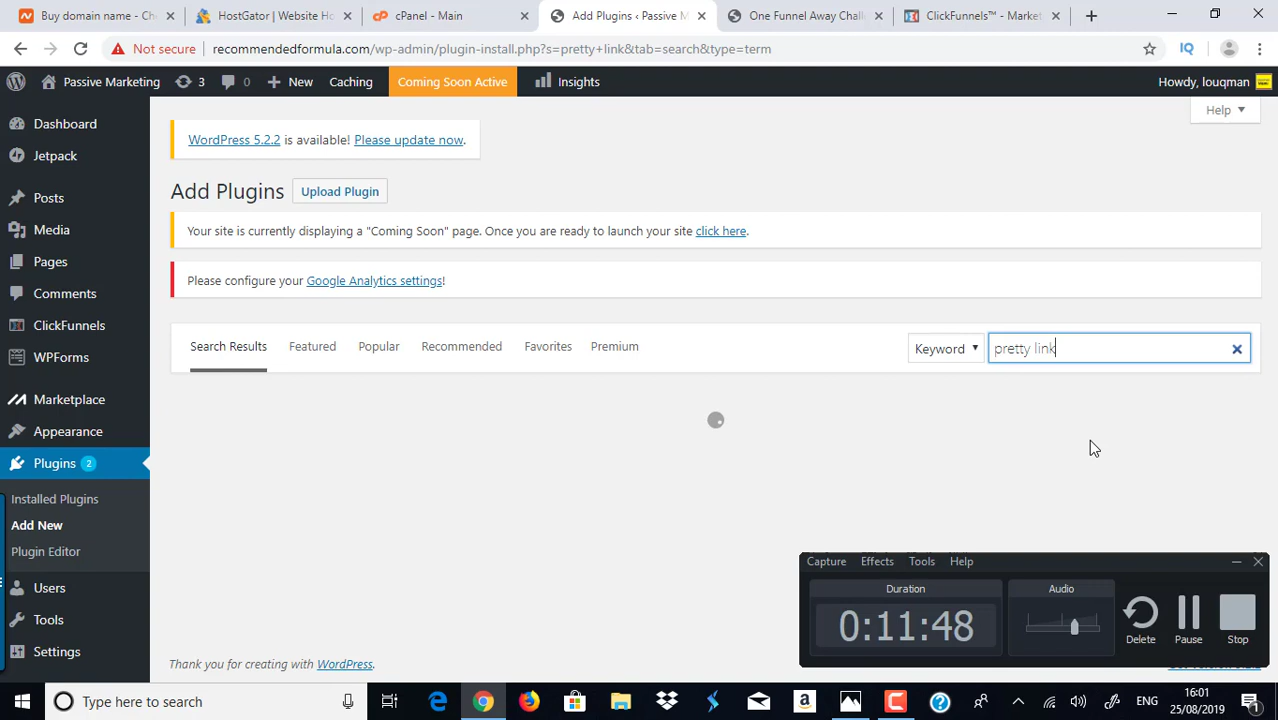 Buy domain name - Che
HostGator | Website Ho
cPanel - Main
Add Plugins ‹ Passive M
One Funnel Away Chall
ClickFunnels™ - Market
Not secure
recommendedformula.com/wp-admin/plugin-install.php?s=pretty+link&tab=search&type=term
Passive Marketing
3
0
New
Caching
Coming Soon Active
Insights
Howdy, louqman
Help
Dashboard
Jetpack
Posts
Media
Pages
Comments
ClickFunnels
WPForms
Marketplace
Appearance
Plugins 2
Installed Plugins
Add New
Plugin Editor
Users
Tools
Settings
WordPress 5.2.2 is available! Please update now.
Add Plugins
Upload Plugin
Your site is currently displaying a "Coming Soon" page. Once you are ready to launch your site click here.
Please configure your Google Analytics settings!
Search Results
Featured
Popular
Recommended
Favorites
Premium
Keyword
pretty link
Capture Effects Tools Help
Duration
0:11:48
Audio
Delete
Pause
Stop
Thank you for creating with WordPress.
Type here to search
ENG
16:01
25/08/2019
1